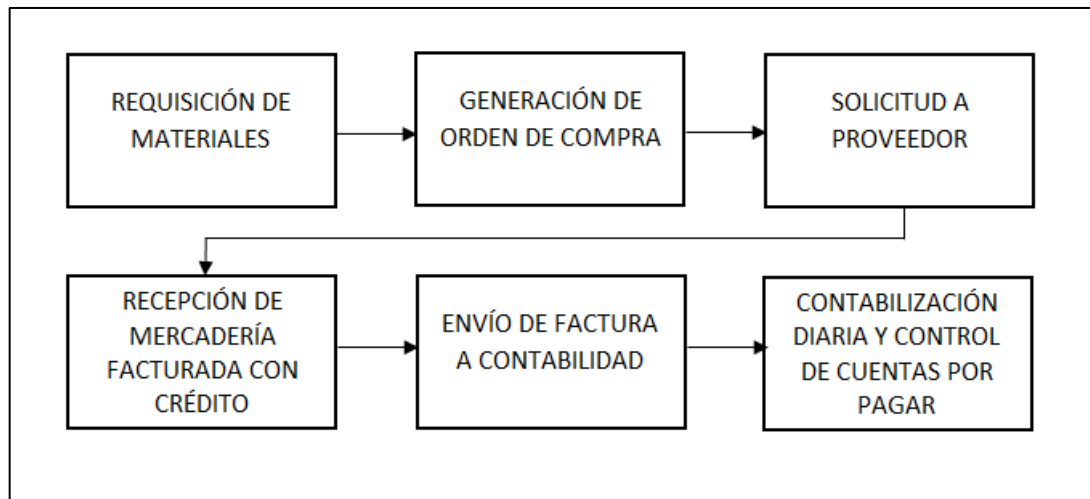 REQUISICIÓN DE
MATERIALES
GENERACIÓN DE
ORDEN DE COMPRA
SOLICITUD A
PROVEEDOR
RECEPCIÓN DE
MERCADERÍA
FACTURADA CON
CRÉDITO
ENVÍO DE FACTURA
A CONTABILIDAD
CONTABILIZACIÓN
DIARIA Y CONTROL
DE CUENTAS POR
PAGAR